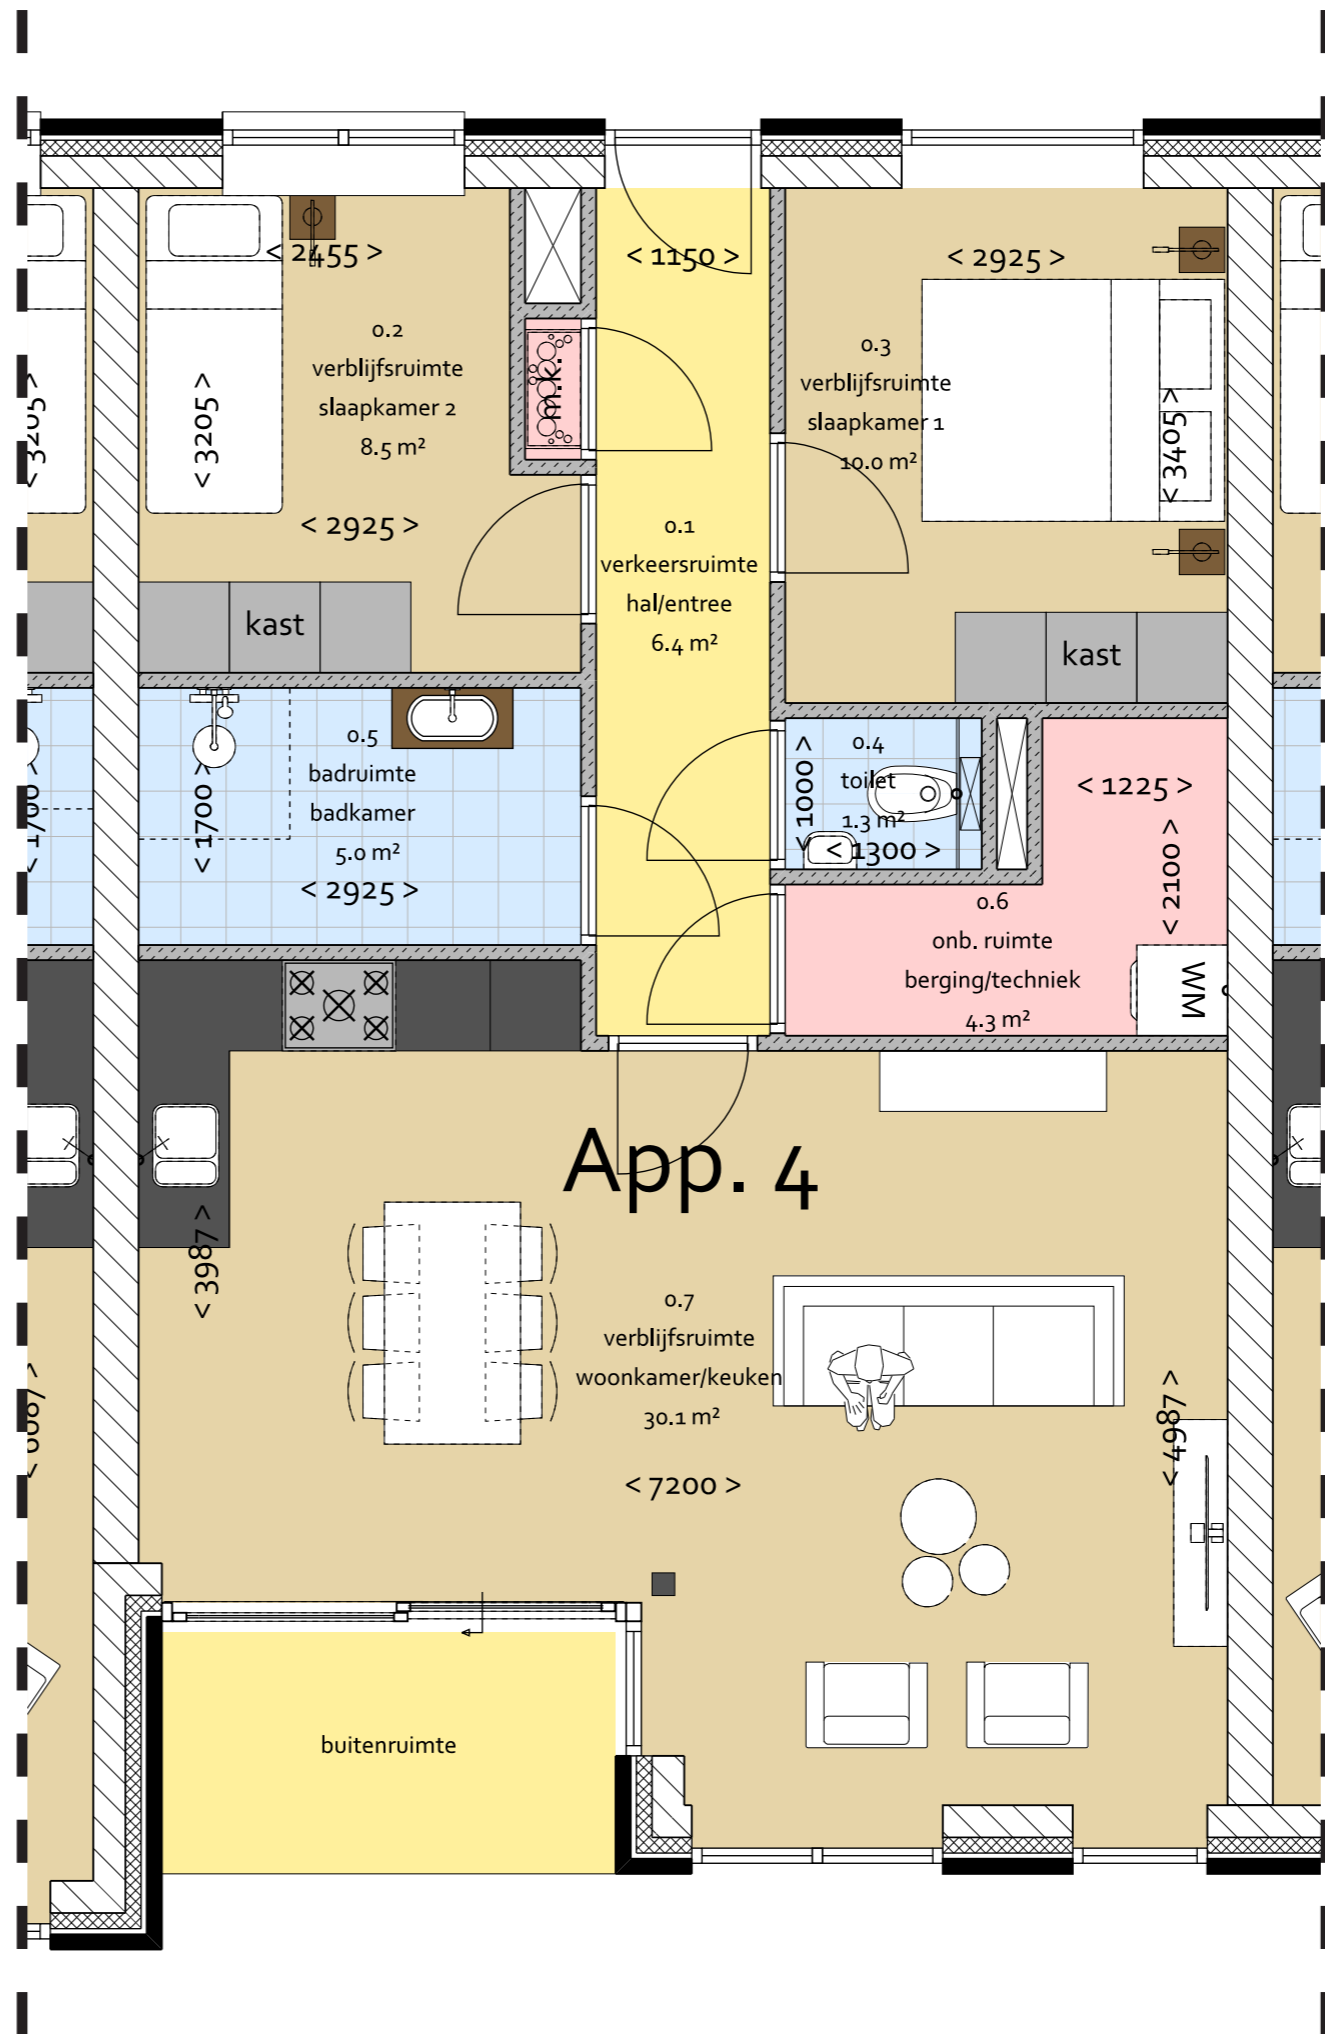 < 2455 >
< 1150 >
< 2925 >
0.2
verblijfsruimte
slaapkamer 2
8.5 m²
m.k.
0.3
verblijfsruimte
slaapkamer 1
10.0 m²
< 3205 >
< 3205 >
< 3405 >
< 2925 >
0.1
verkeersruimte
hal/entree
6.4 m²
kast
kast
0.5
badruimte
badkamer
5.0 m²
< 2925 >
< 1700 >
< 1700 >
0.4
toilet
1.3 m²
< 1300 >
< 1000 >
< 1225 >
< 2100 >
0.6
onb. ruimte
berging/techniek
4.3 m²
WM
App. 4
< 3987 >
0.7
verblijfsruimte
woonkamer/keuken
30.1 m²
< 7200 >
< 4987 >
buitenruimte